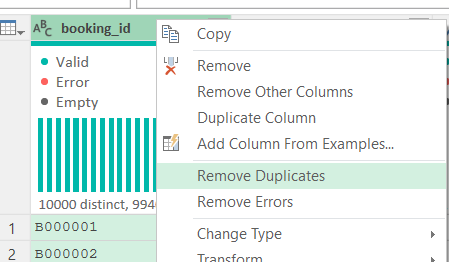 ABC booking_id
Valid
Error
Empty
10000 distinct, 994
1 B000001
2 B000002
Copy
Remove
Remove Other Columns
Duplicate Column
Add Column From Examples...
Remove Duplicates
Remove Errors
Change Type
Transform